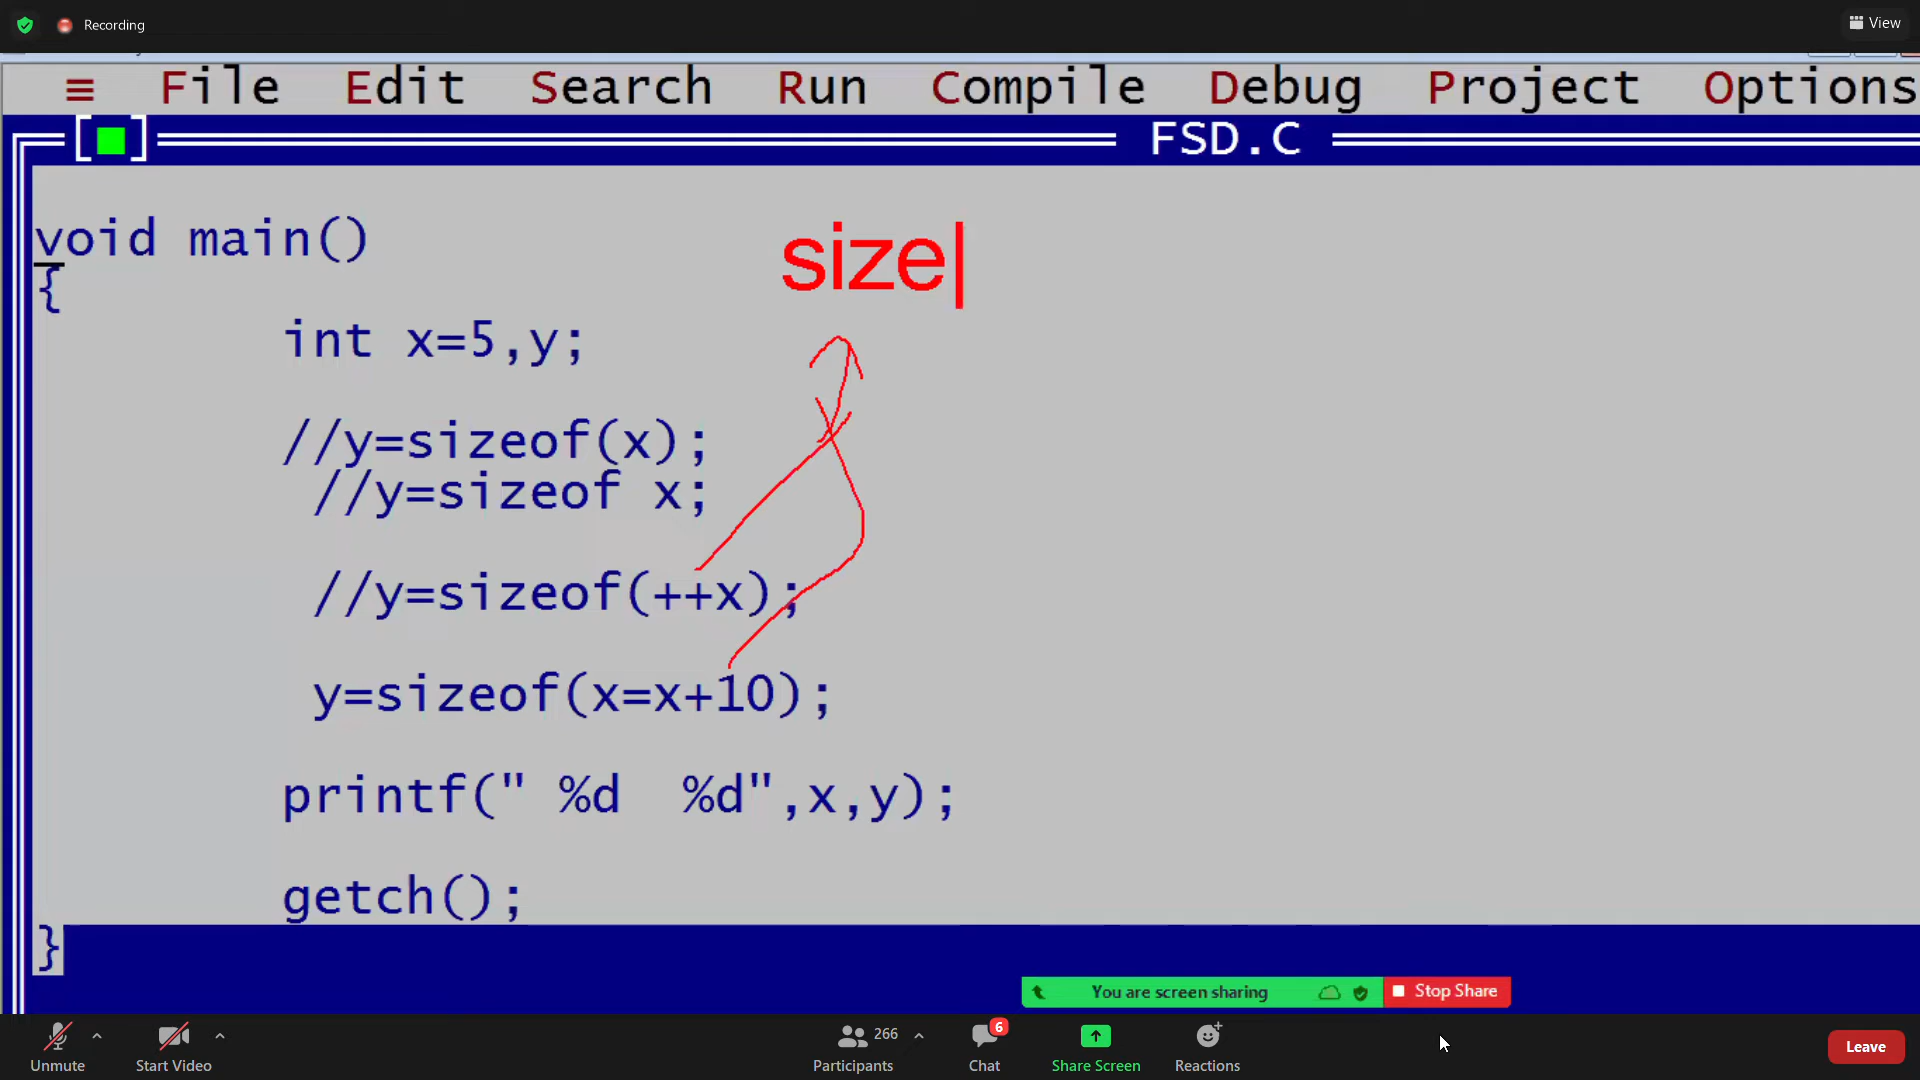 Recording
View
≡ File Edit Search Run Compile Debug Project Options
[■] FSD.C
void main()
size
{
int x=5,y;
//y=sizeof(x);
//y=sizeof x;
//y=sizeof(++x);
y=sizeof(x=x+10);
printf(" %d  %d",x,y);
getch();
}
You are screen sharing
Stop Share
Unmute
Start Video
266
Participants
6
Chat
Share Screen
Reactions
Leave